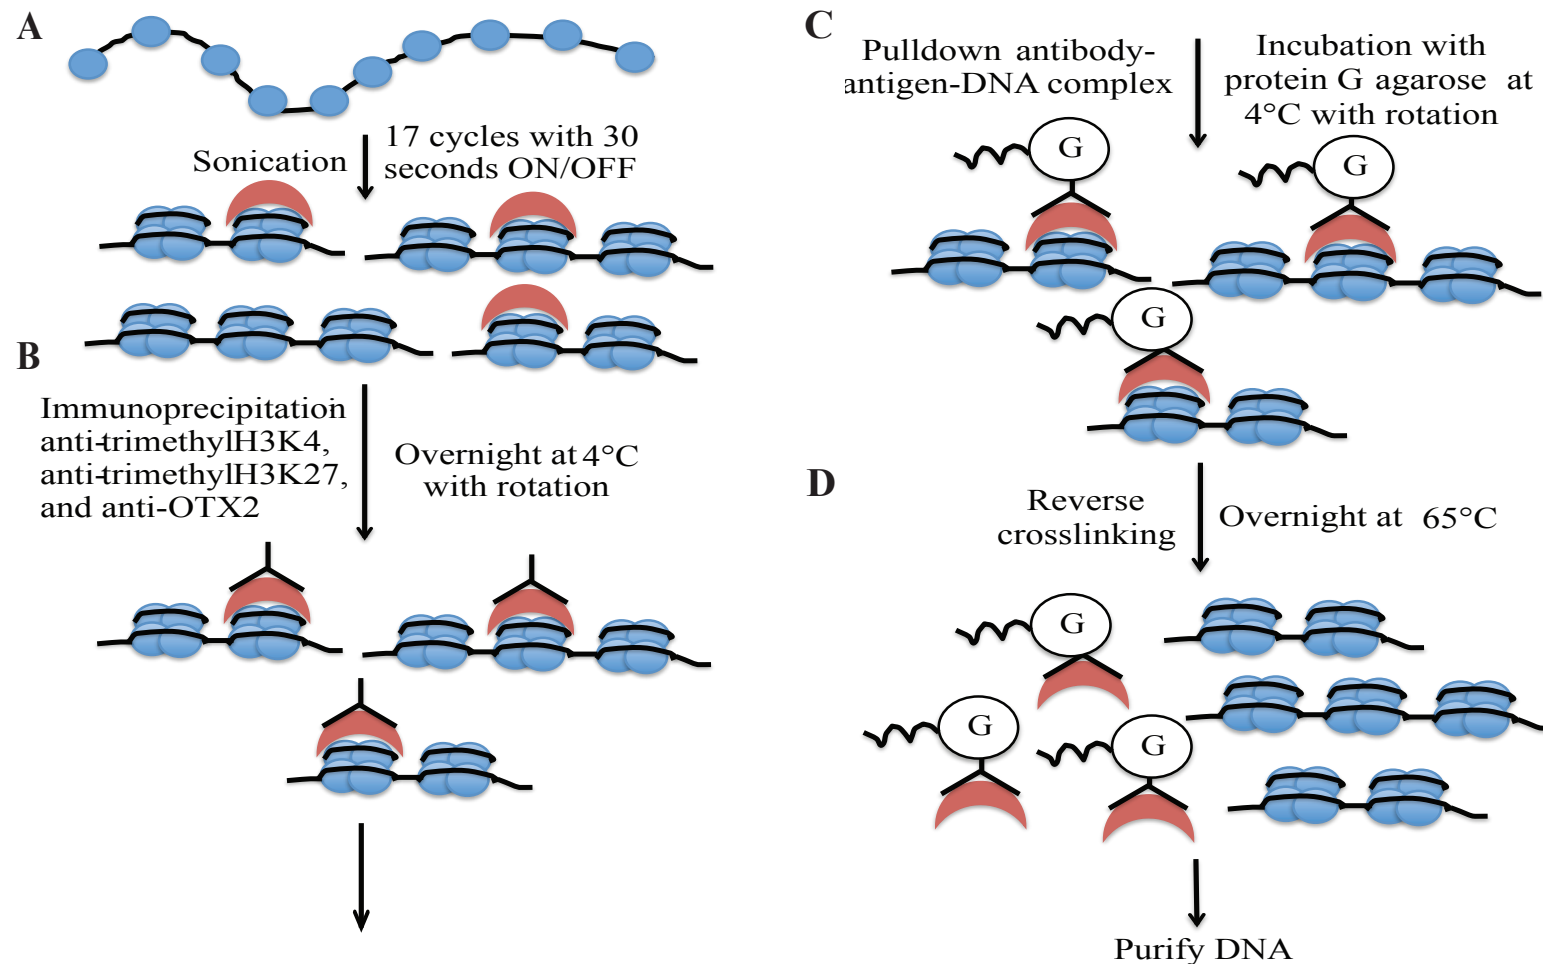 A
Sonication
17 cycles with 30
seconds ON/OFF
B
Immunoprecipitation
anti-trimethylH3K4,
anti-trimethylH3K27,
and anti-OTX2
Overnight at 4°C
with rotation
C
Pulldown antibody-
antigen-DNA complex
Incubation with
protein G agarose at
4°C with rotation
G
G
G
D
Reverse
crosslinking
Overnight at 65°C
G
G
G
Purify DNA